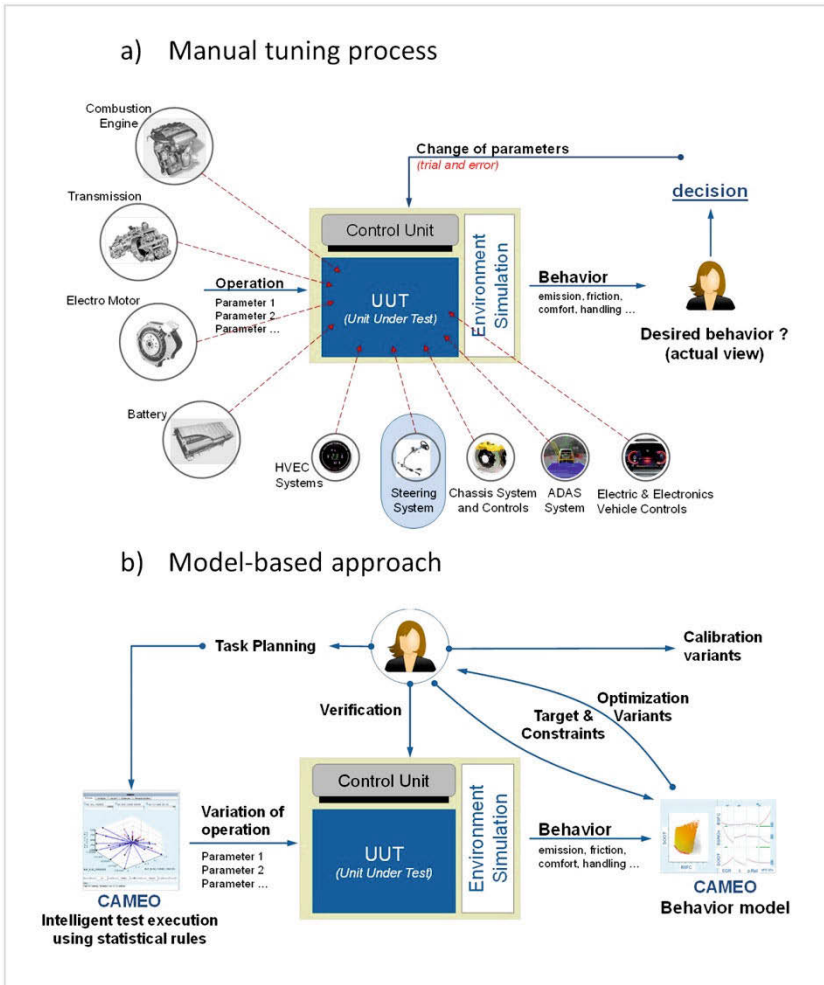 a) Manual tuning process
Combustion
Engine
Change of parameters
(trial and error)
Transmission
decision
Control Unit
Operation
Parameter 1
Parameter 2
Parameter ...
UUT
(Unit Under Test)
Environment
Simulation
Behavior
emission, friction,
comfort, handling ...
Electro Motor
Desired behavior ?
(actual view)
Battery
HVEC
Systems
Steering
System
Chassis System
and Controls
ADAS
System
Electric & Electronics
Vehicle Controls
b) Model-based approach
Task Planning
Calibration
variants
Optimization
Variants
Verification
Target &
Constraints
Control Unit
Variation of
operation
Parameter 1
Parameter 2
Parameter ...
UUT
(Unit Under Test)
Environment
Simulation
Behavior
emission, friction,
comfort, handling ...
CAMEO
Intelligent test execution
using statistical rules
CAMEO
Behavior model